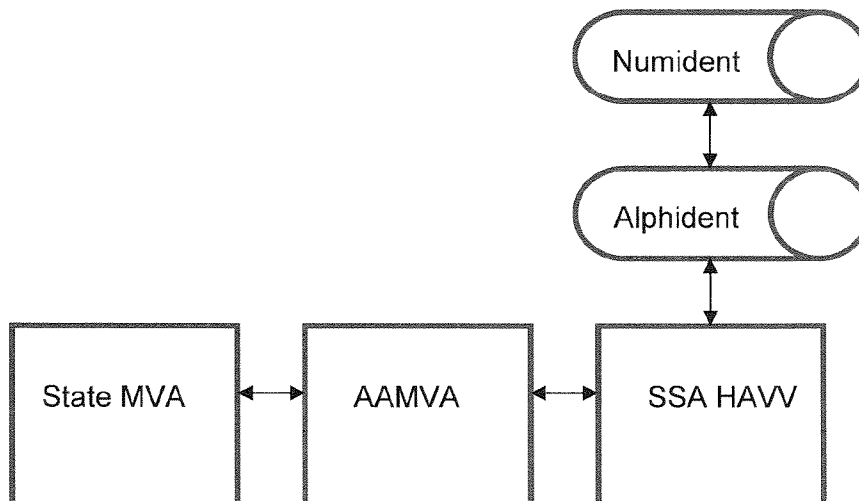 Numident
Alphident
State MVA
AAMVA
SSA HAVV